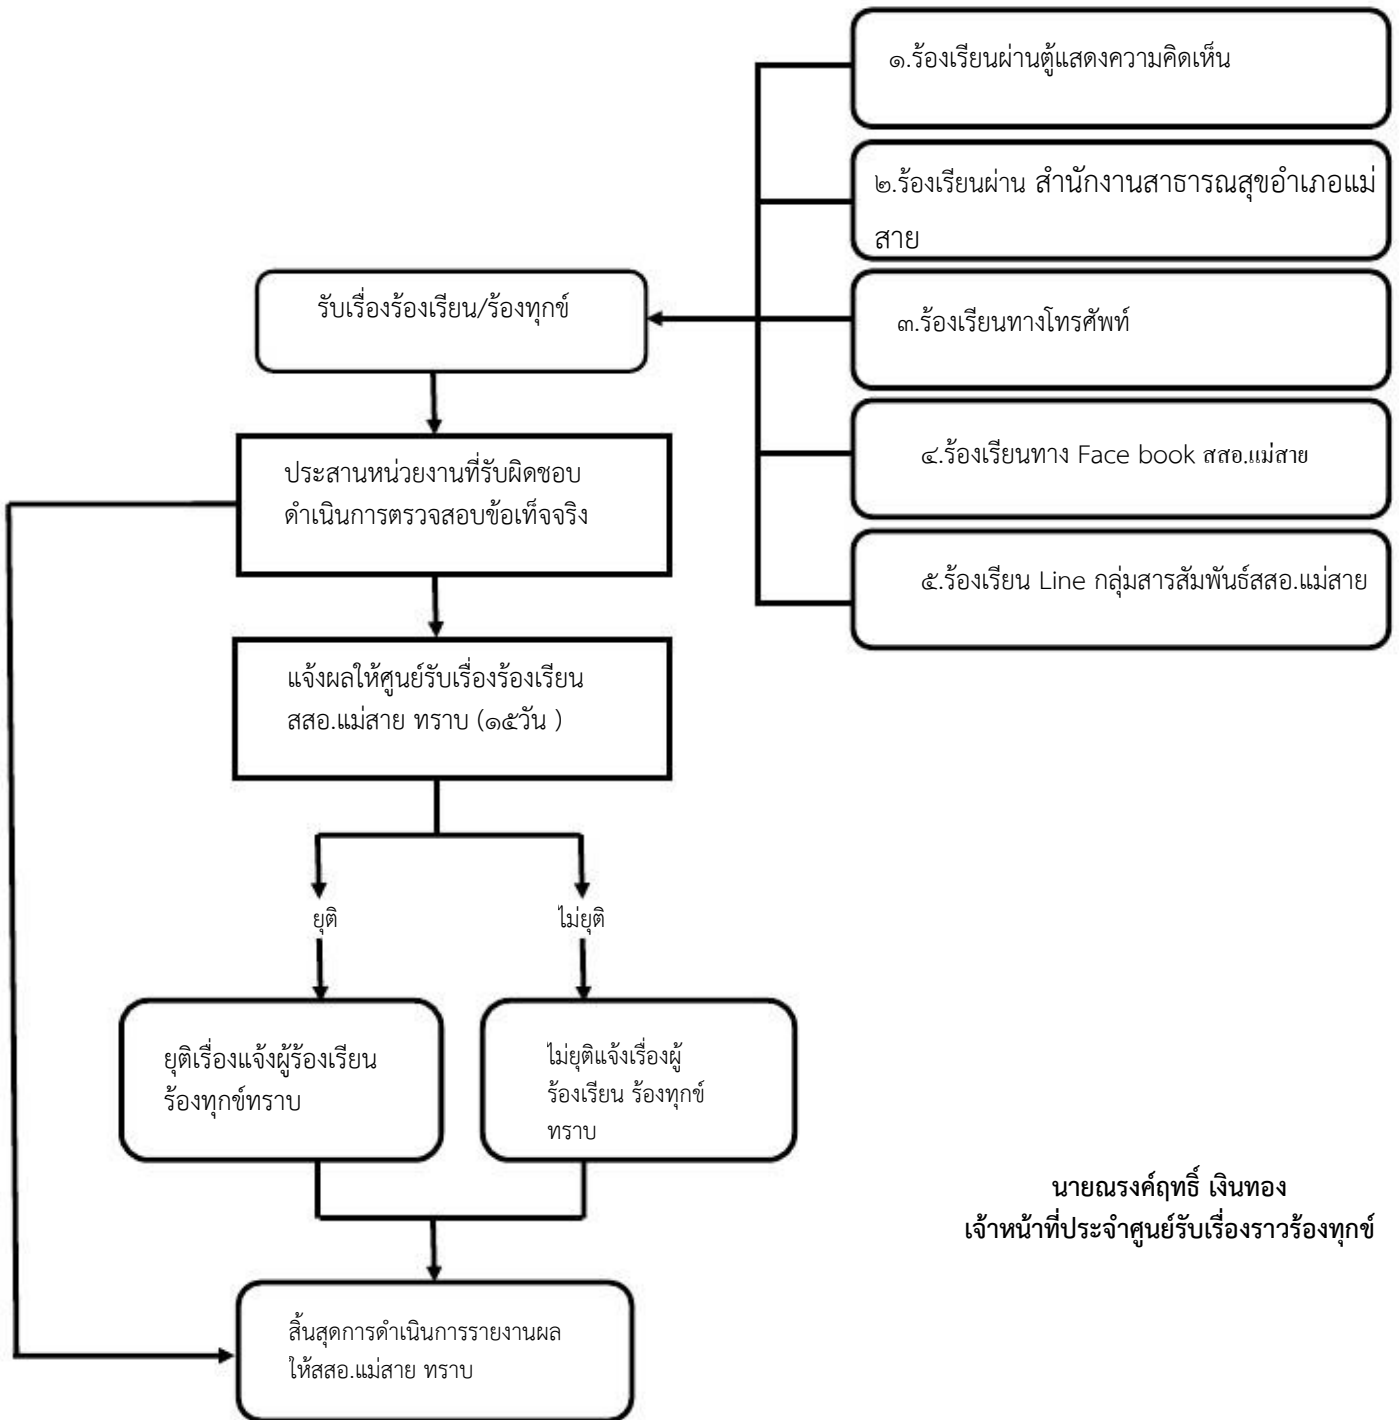 ๑.ร้องเรียนผ่านตู้แสดงความคิดเห็น
๒.ร้องเรียนผ่าน สำนักงานสาธารณสุขอำเภอแม่
สาย
รับเรื่องร้องเรียน/ร้องทุกข์
๓.ร้องเรียนทางโทรศัพท์
๔.ร้องเรียนทาง Face book สสอ.แม่สาย
๕.ร้องเรียน Line กลุ่มสารสัมพันธ์สสอ.แม่สาย
ประสานหน่วยงานที่รับผิดชอบ
ดำเนินการตรวจสอบข้อเท็จจริง
แจ้งผลให้ศูนย์รับเรื่องร้องเรียน
สสอ.แม่สาย ทราบ (๑๕วัน )
ยุติ
ไม่ยุติ
ยุติเรื่องแจ้งผู้ร้องเรียน
ร้องทุกข์ทราบ
ไม่ยุติแจ้งเรื่องผู้
ร้องเรียน ร้องทุกข์
ทราบ
นายณรงค์ฤทธิ์ เงินทอง
เจ้าหน้าที่ประจำศูนย์รับเรื่องราวร้องทุกข์
สิ้นสุดการดำเนินการรายงานผล
ให้สสอ.แม่สาย ทราบ